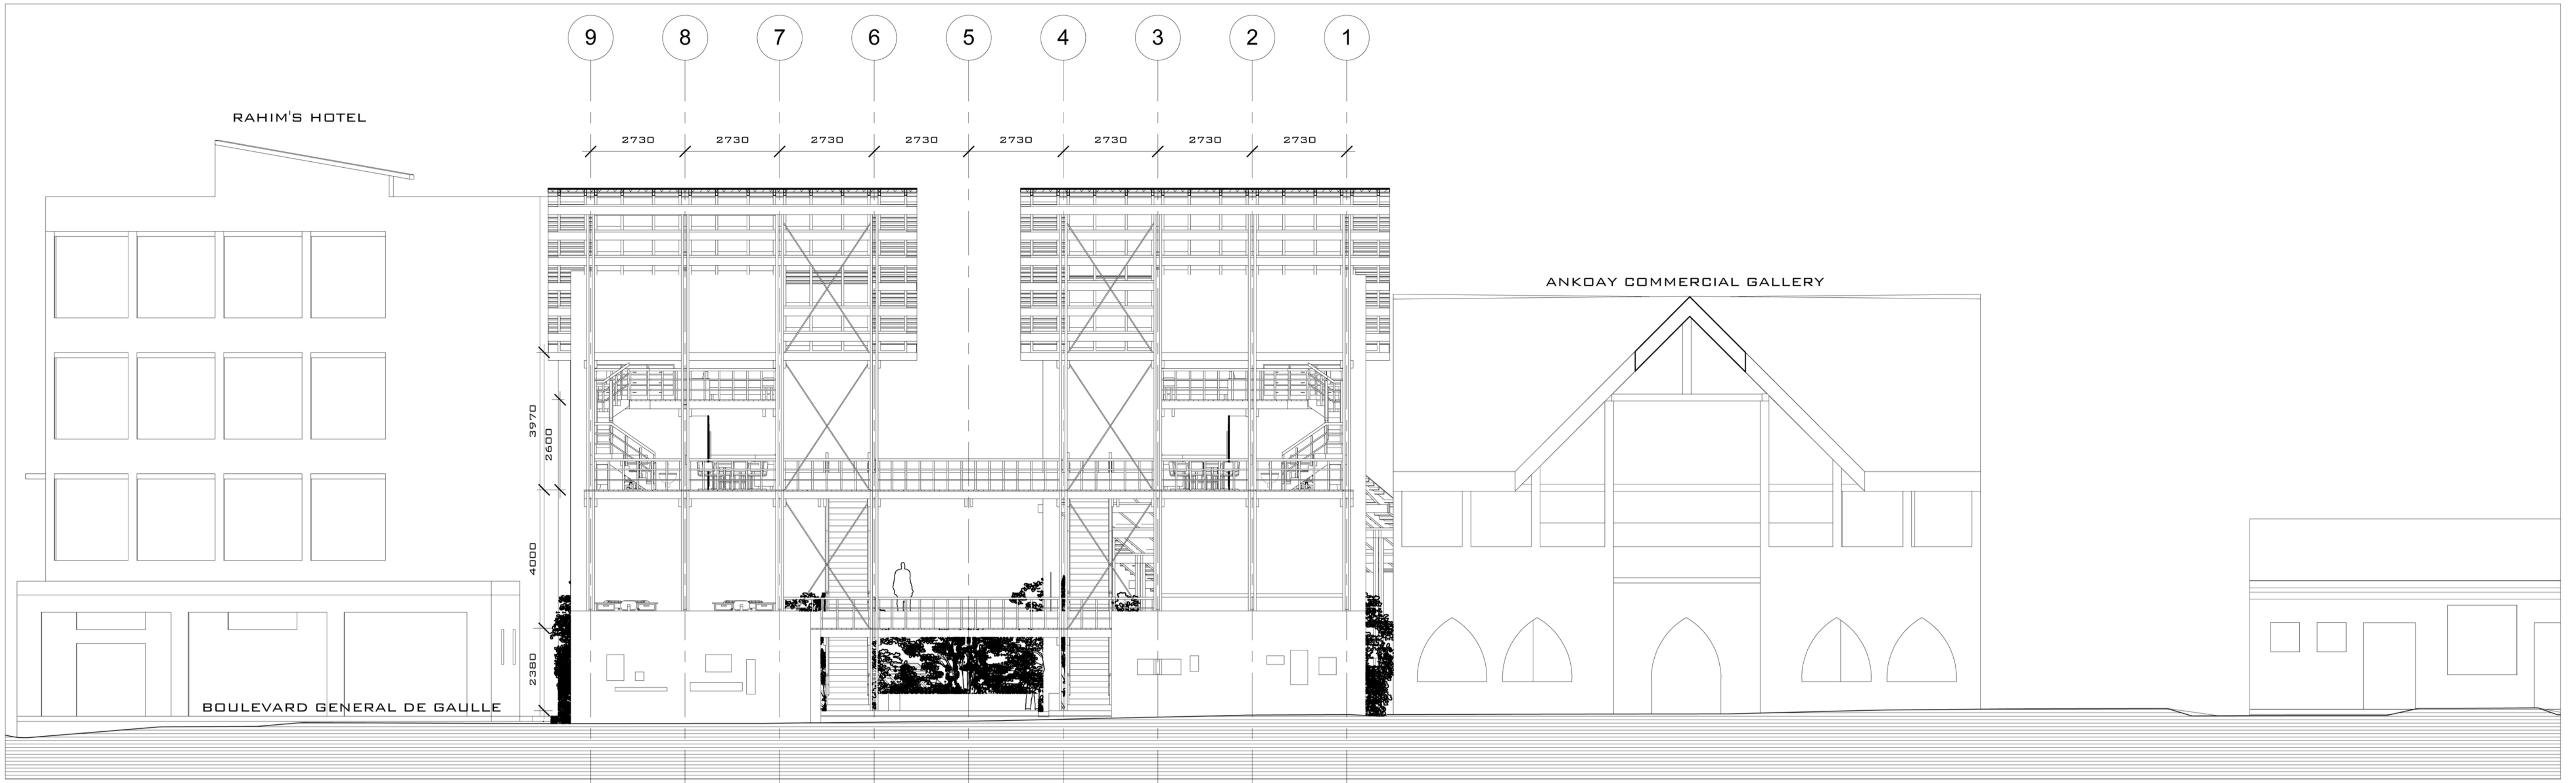 9 8 7 6 5 4 3 2 1
RAHIM'S HOTEL
2730 2730 2730 2730 2730 2730 2730 2730
ANKOAY COMMERCIAL GALLERY
3970
2600
4000
2380
BOULEVARD GENERAL DE GAULLE